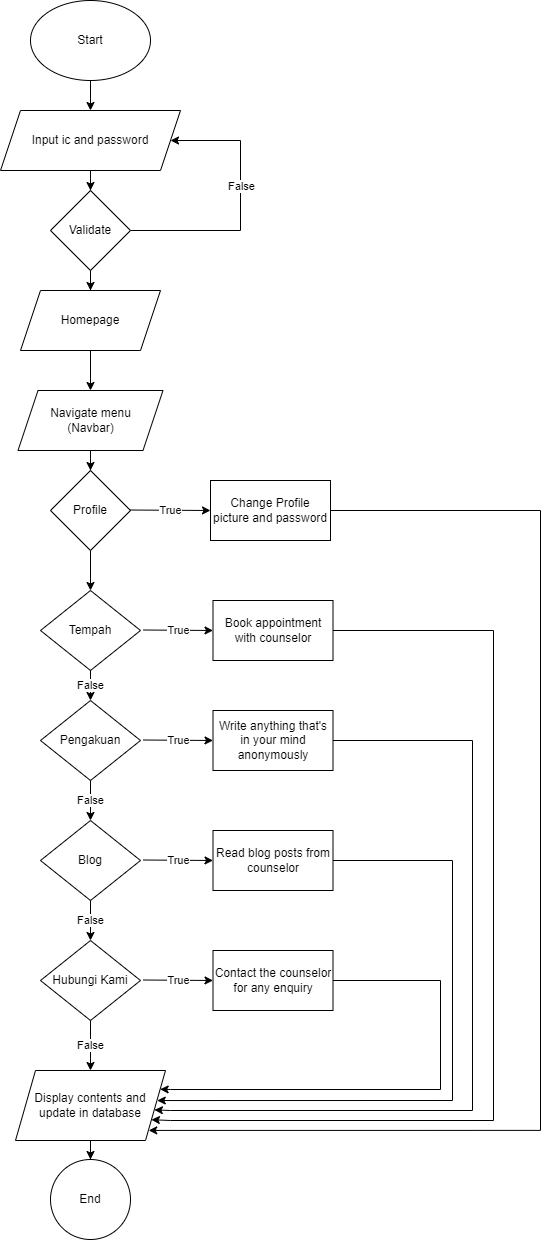 Start
Input ic and password
False
Validate
Homepage
Navigate menu
(Navbar)
Profile
True
Change Profile
picture and password
Tempah
True
Book appointment
with counselor
False
Pengakuan
True
Write anything that's
in your mind
anonymously
False
Blog
True
Read blog posts from
counselor
False
Hubungi Kami
True
Contact the counselor
for any enquiry
False
Display contents and
update in database
End